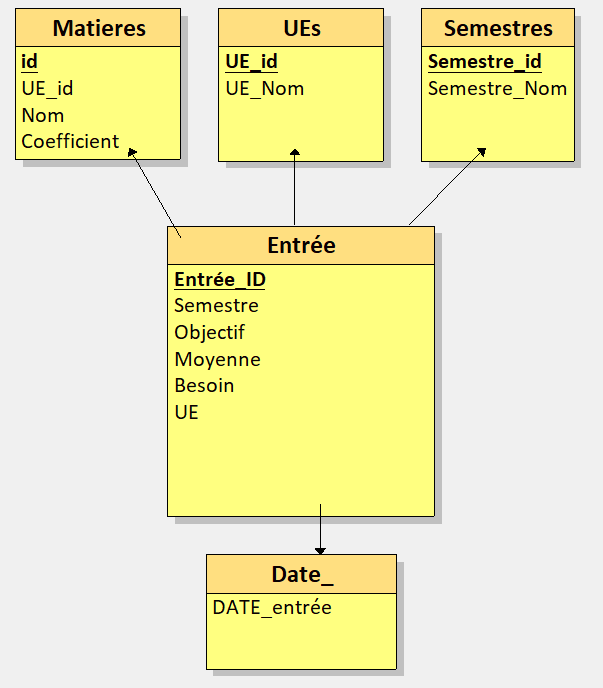 Matieres
id
UE_id
Nom
Coefficient
UEs
UE_id
UE_Nom
Semestres
Semestre_id
Semestre_Nom
Entrée
Entrée_ID
Semestre
Objectif
Moyenne
Besoin
UE
Date_
DATE_entrée